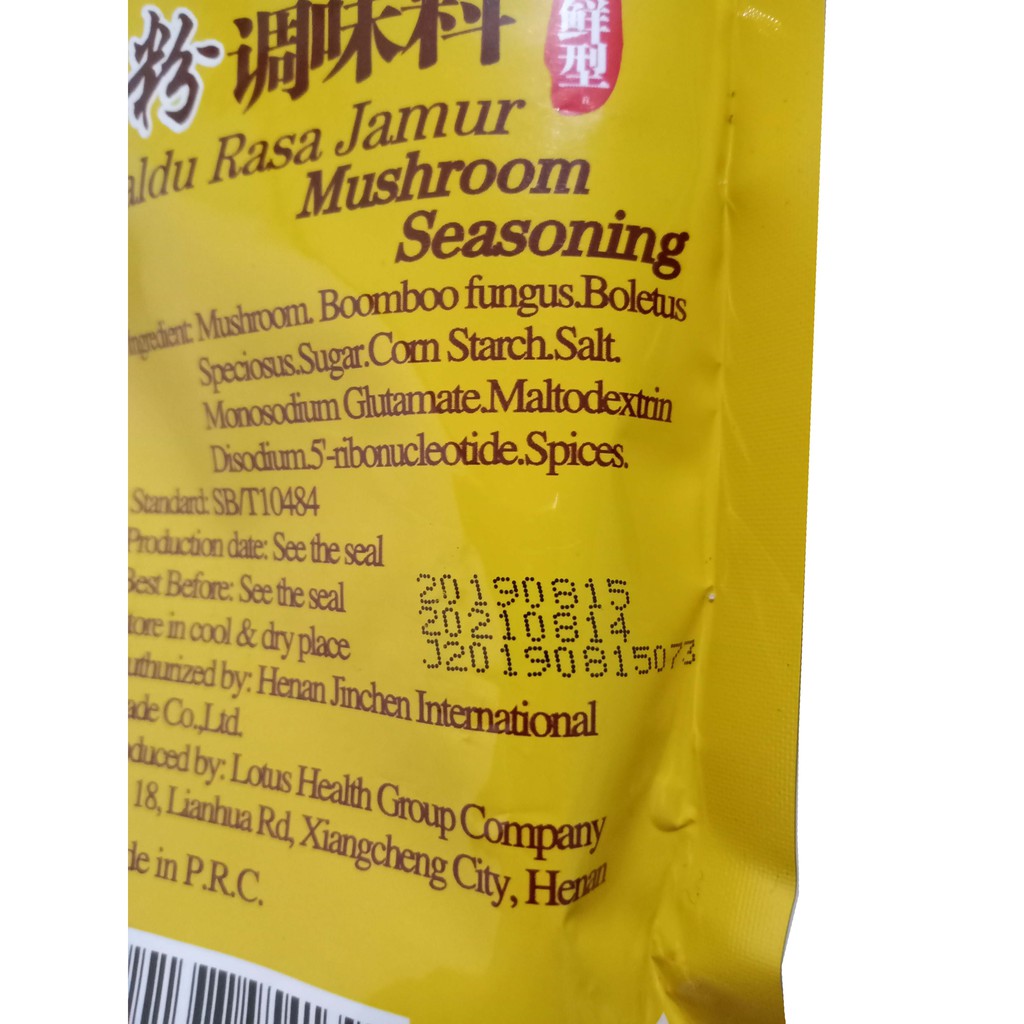 粉 调味料
鲜型
aldu Rasa Jamur
Mushroom
Seasoning
Ingredient: Mushroom. Boomboo fungus.Boletus
Speciosus.Sugar.Corn Starch.Salt.
Monosodium Glutamate.Maltodextrin
Disodium.5'-ribonucleotide.Spices.
Standard: SB/T10484
Production date: See the seal
Best Before: See the seal
tore in cool & dry place
20190815
20210814
J20190815073
uthurized by: Henan Jinchen International
ade Co.,Ltd.
oduced by: Lotus Health Group Company
18, Lianhua Rd, Xiangcheng City, Henan
de in P.R.C.